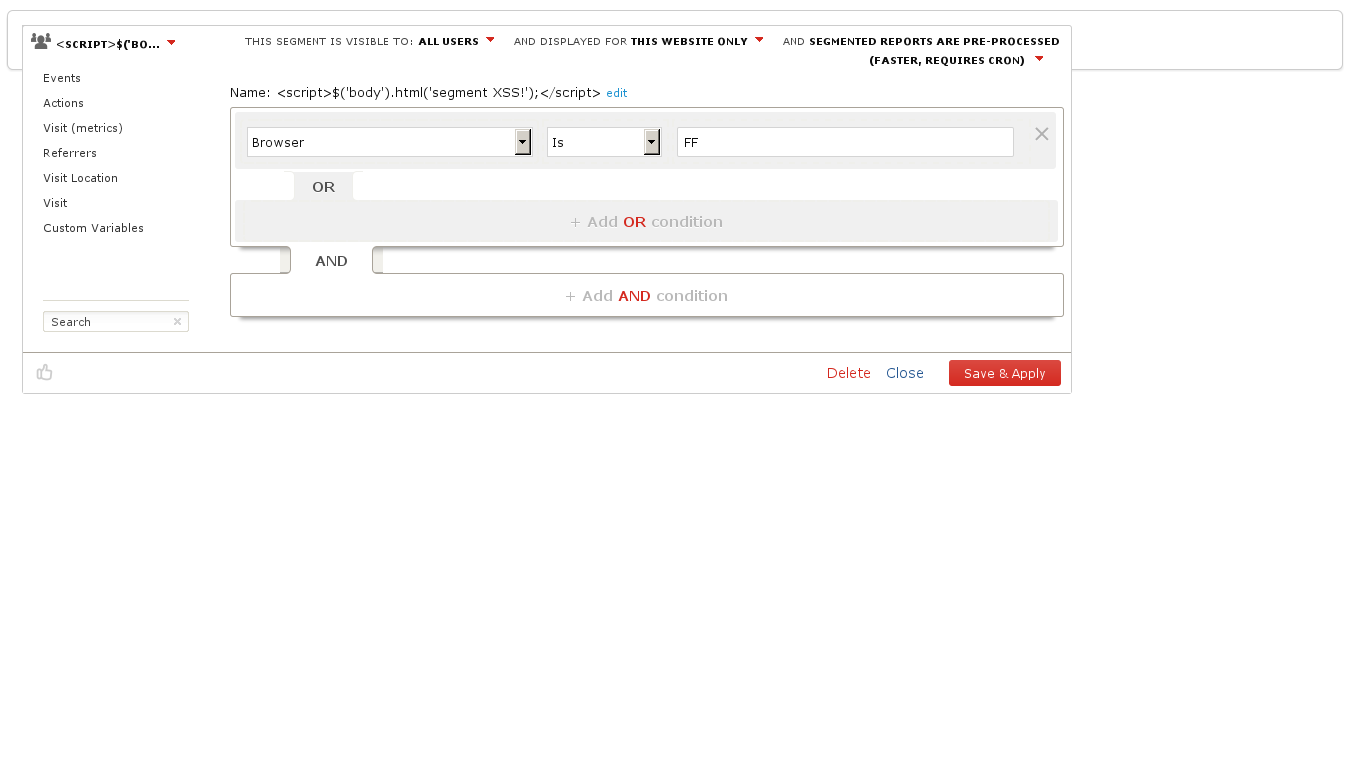 <SCRIPT>$('BO...
THIS SEGMENT IS VISIBLE TO: ALL USERS AND DISPLAYED FOR THIS WEBSITE ONLY AND SEGMENTED REPORTS ARE PRE-PROCESSED
(FASTER, REQUIRES CRON)
Events
Actions
Visit (metrics)
Referrers
Visit Location
Visit
Custom Variables
Search
Name: <script>$('body').html('segment XSS!');</script> edit
Browser Is FF
OR
+ Add OR condition
AND
+ Add AND condition
Delete Close Save & Apply